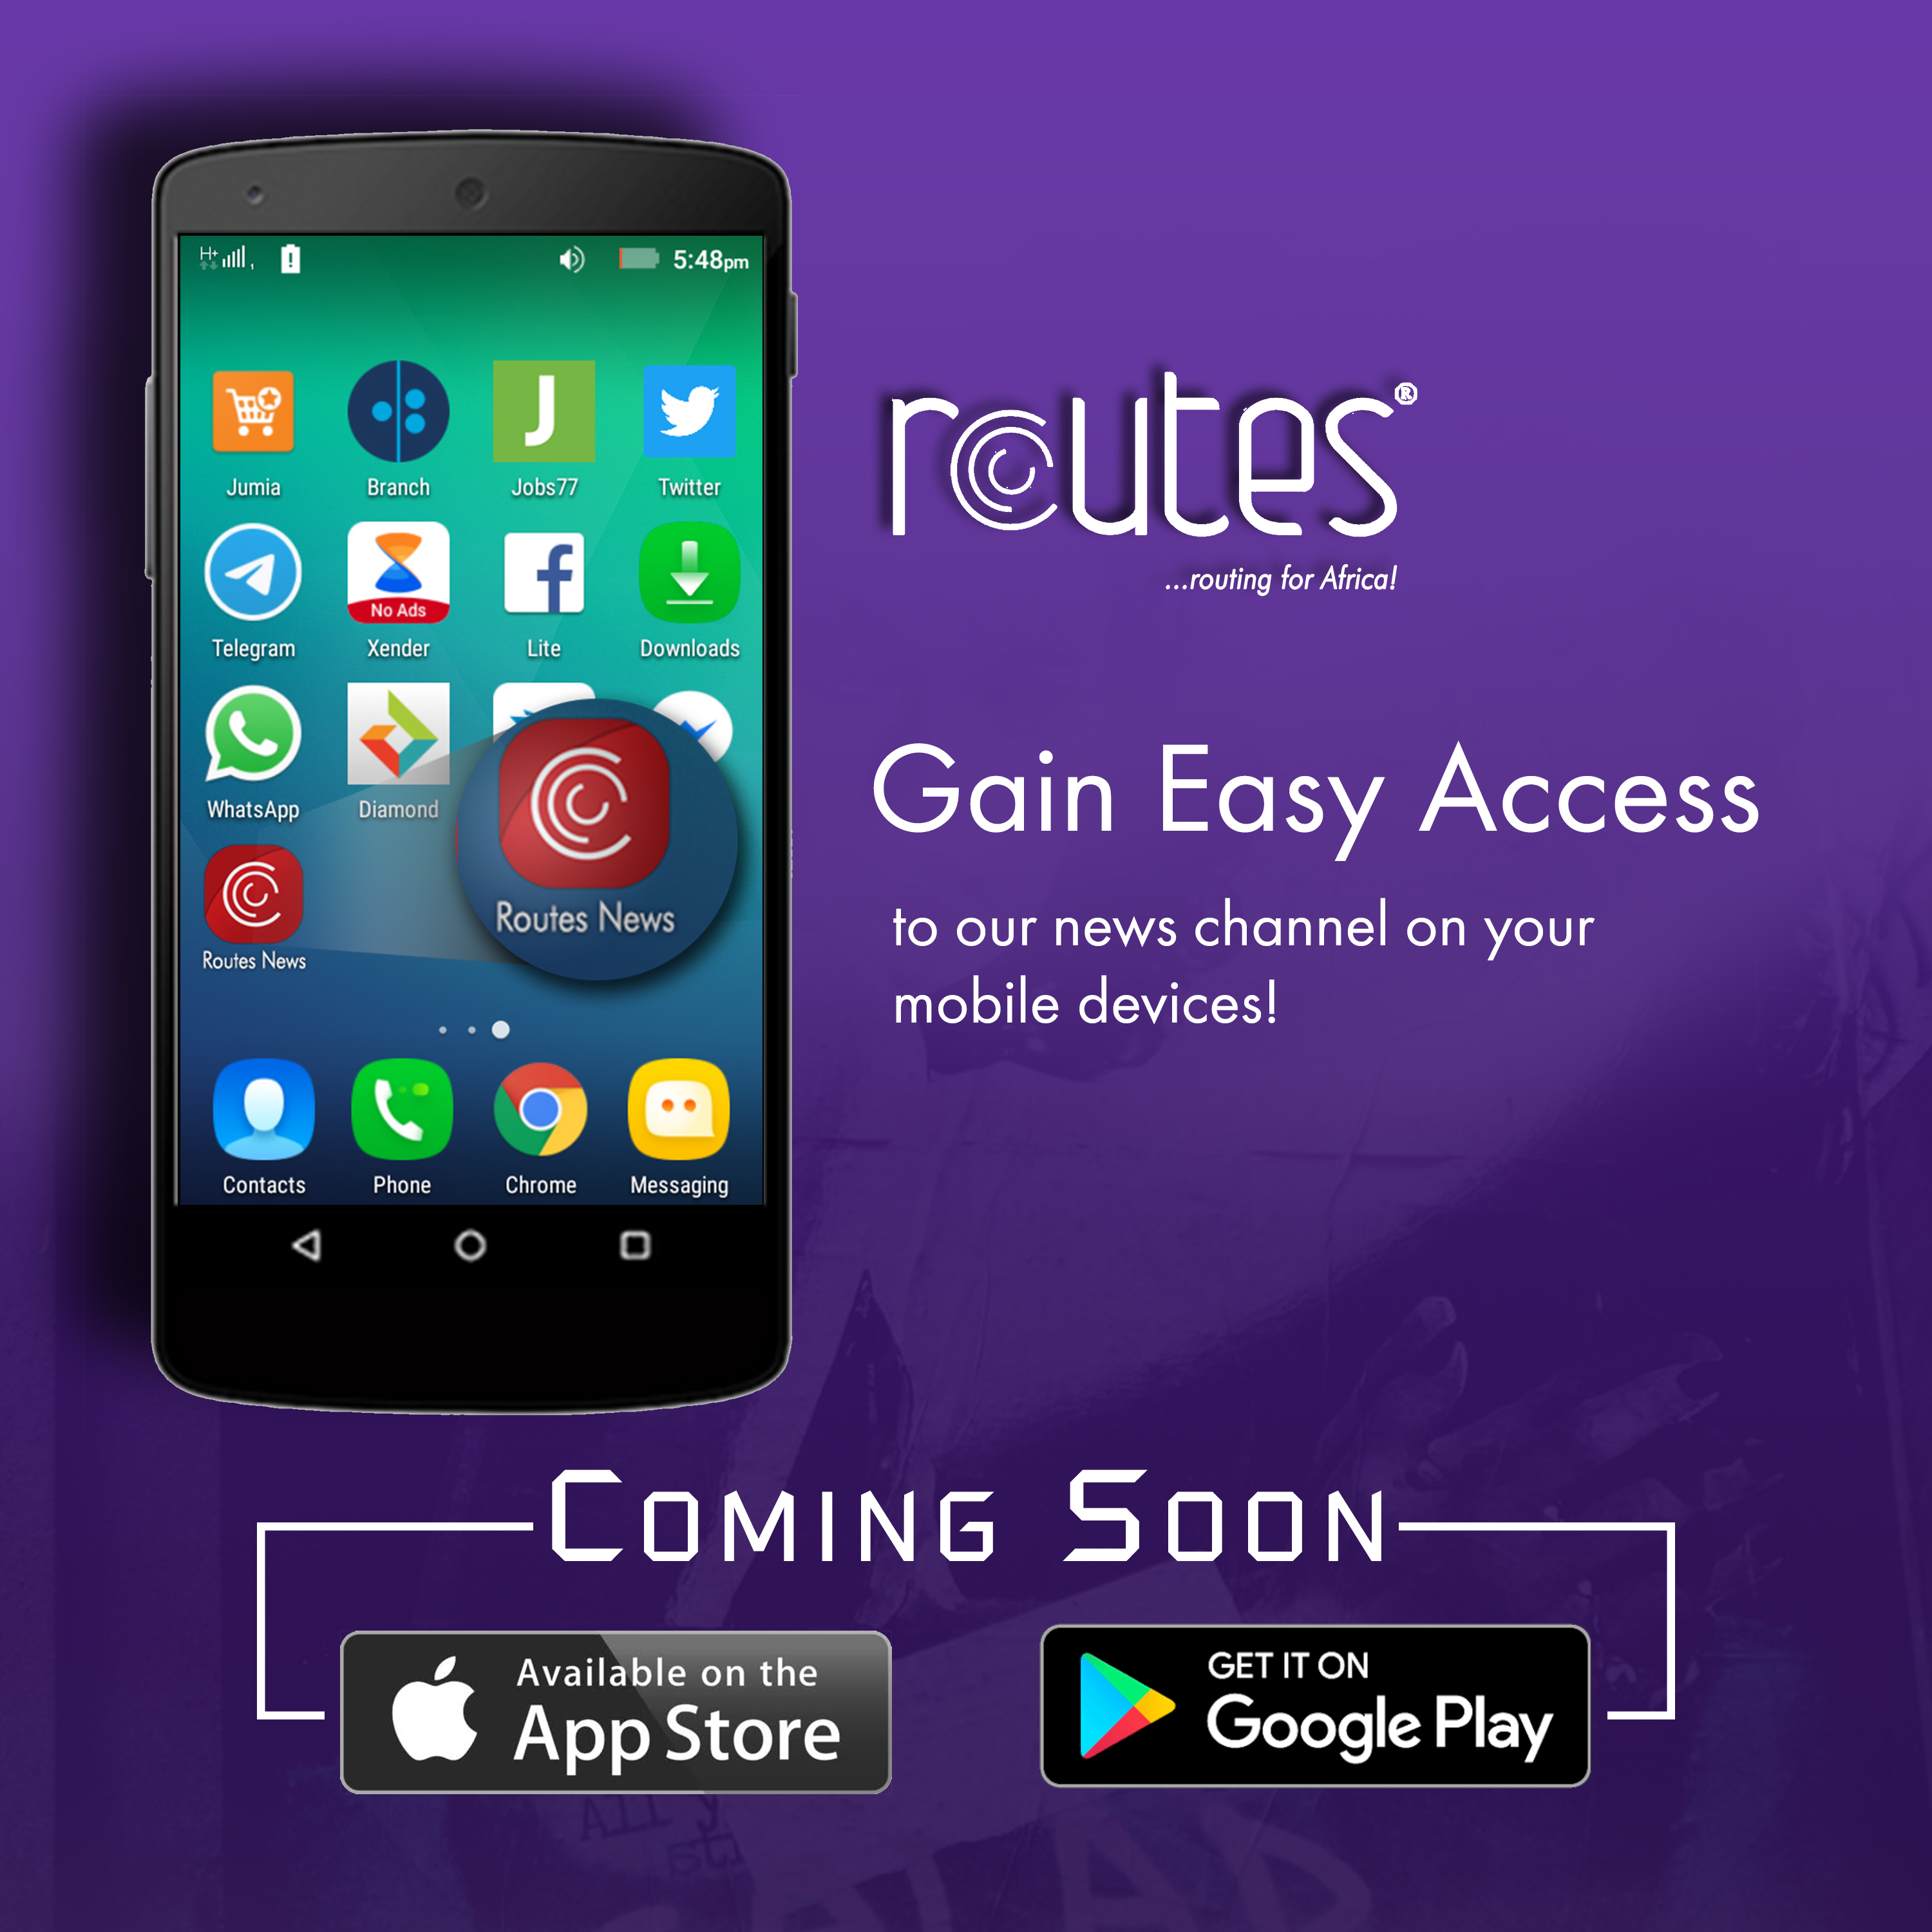 H+ 1 5:48pm
J
Jumia Branch Jobs77 Twitter
No Ads
Telegram Xender Lite Downloads
WhatsApp Diamond
Routes News
Routes News
Contacts Phone Chrome Messaging
routes®
...routing for Africa!
Gain Easy Access
to our news channel on your
mobile devices!
Coming Soon
Available on the
App Store
GET IT ON
Google Play